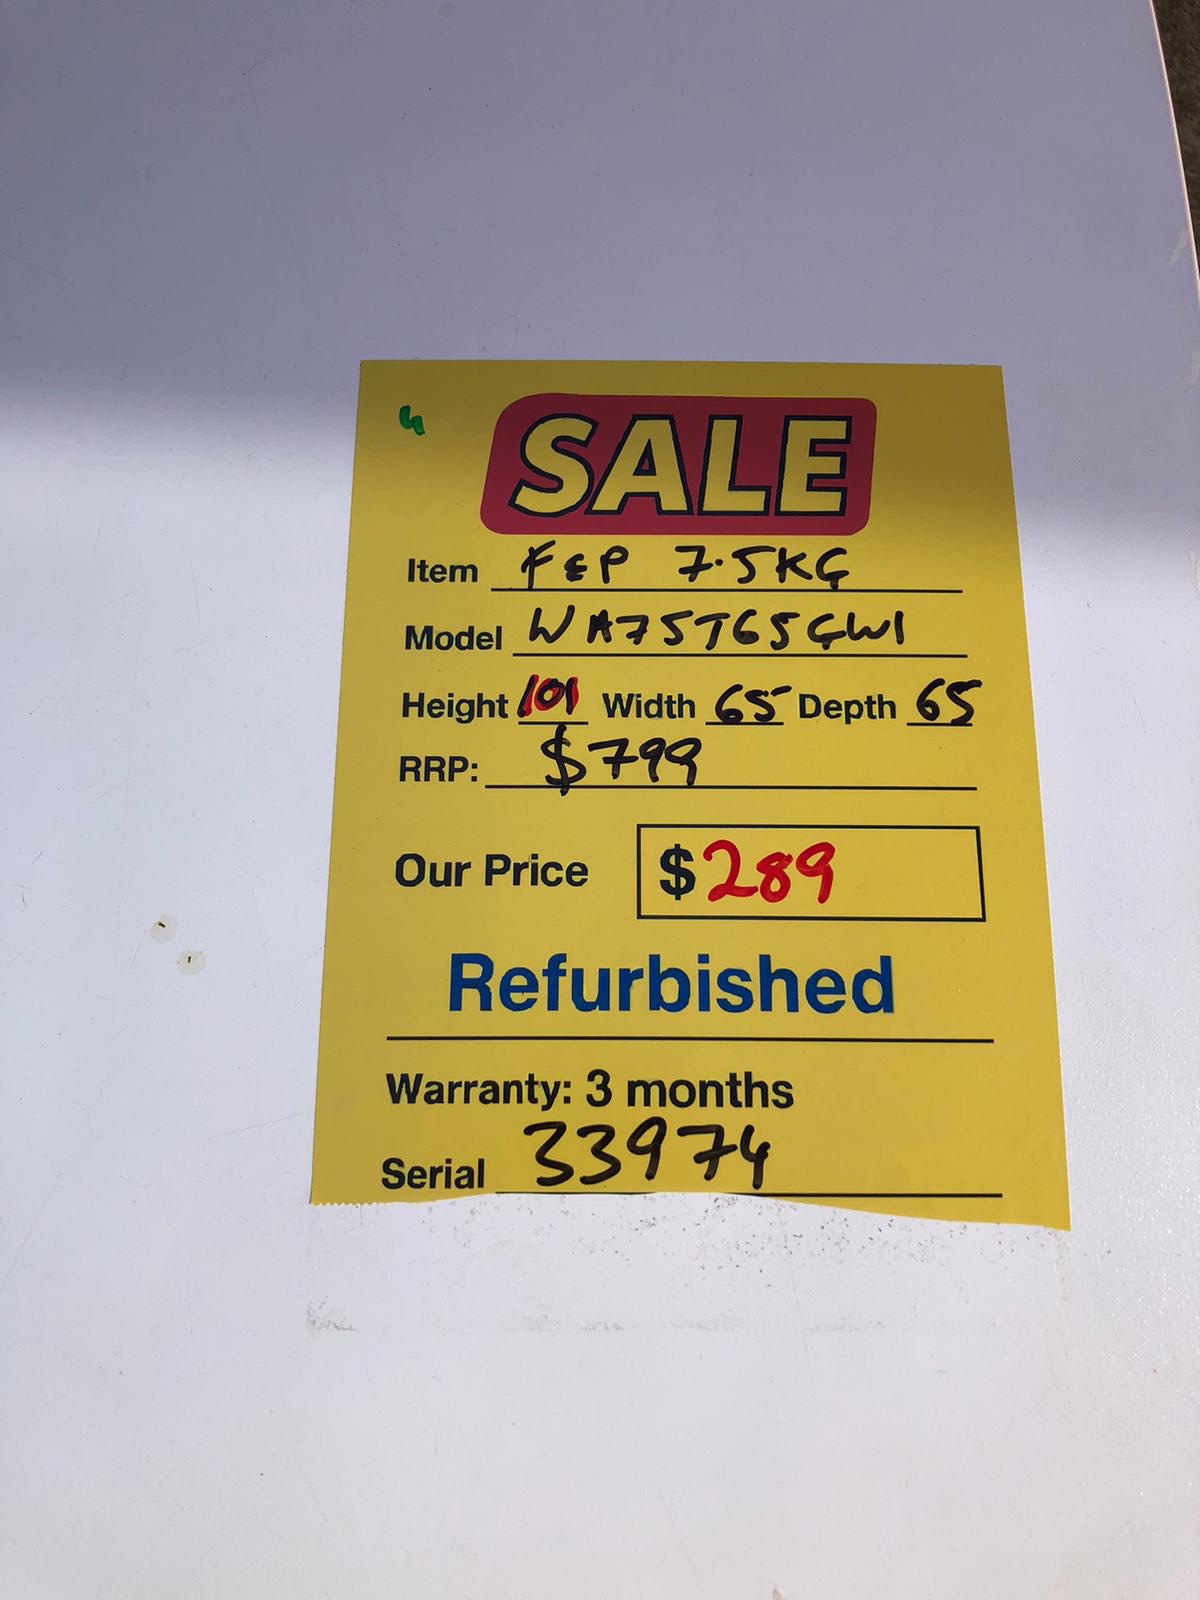 4
SALE
Item F&P 7.5KG
Model WA75T65GW1
Height 101 Width 65 Depth 65
RRP: $799
Our Price $289
Refurbished
Warranty: 3 months
Serial 33974